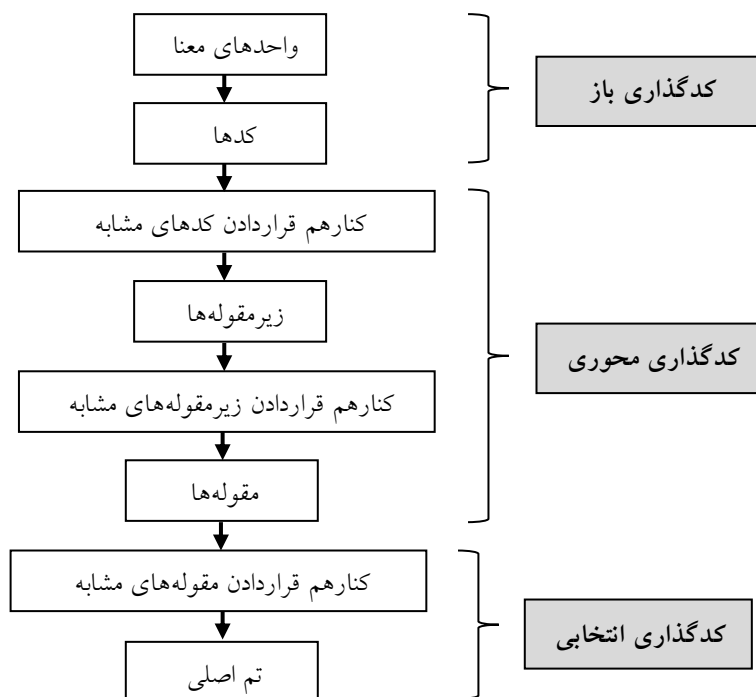 واحدهای معنا
کدگذاری باز
کدها
کنارهم قراردادن کدهای مشابه
زیرمقوله‌ها
کدگذاری محوری
کنارهم قراردادن زیرمقوله‌های مشابه
مقوله‌ها
کنارهم قراردادن مقوله‌های مشابه
کدگذاری انتخابی
تم اصلی